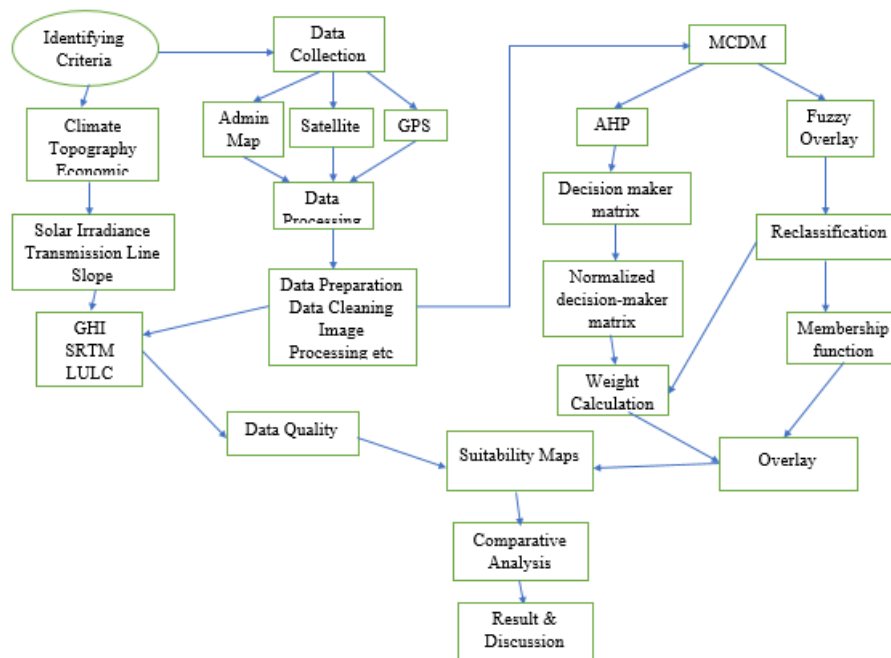 Identifying
Criteria
Data
Collection
MCDM
Climate
Topography
Economic
Admin
Map
Satellite
GPS
AHP
Fuzzy
Overlay
Data
Processing
Decision maker
matrix
Solar Irradiance
Transmission Line
Slope
Reclassification
Data Preparation
Data Cleaning
Image
Processing etc
Normalized
decision-maker
matrix
GHI
SRTM
LULC
Membership
function
Weight
Calculation
Data Quality
Suitability Maps
Overlay
Comparative
Analysis
Result &
Discussion